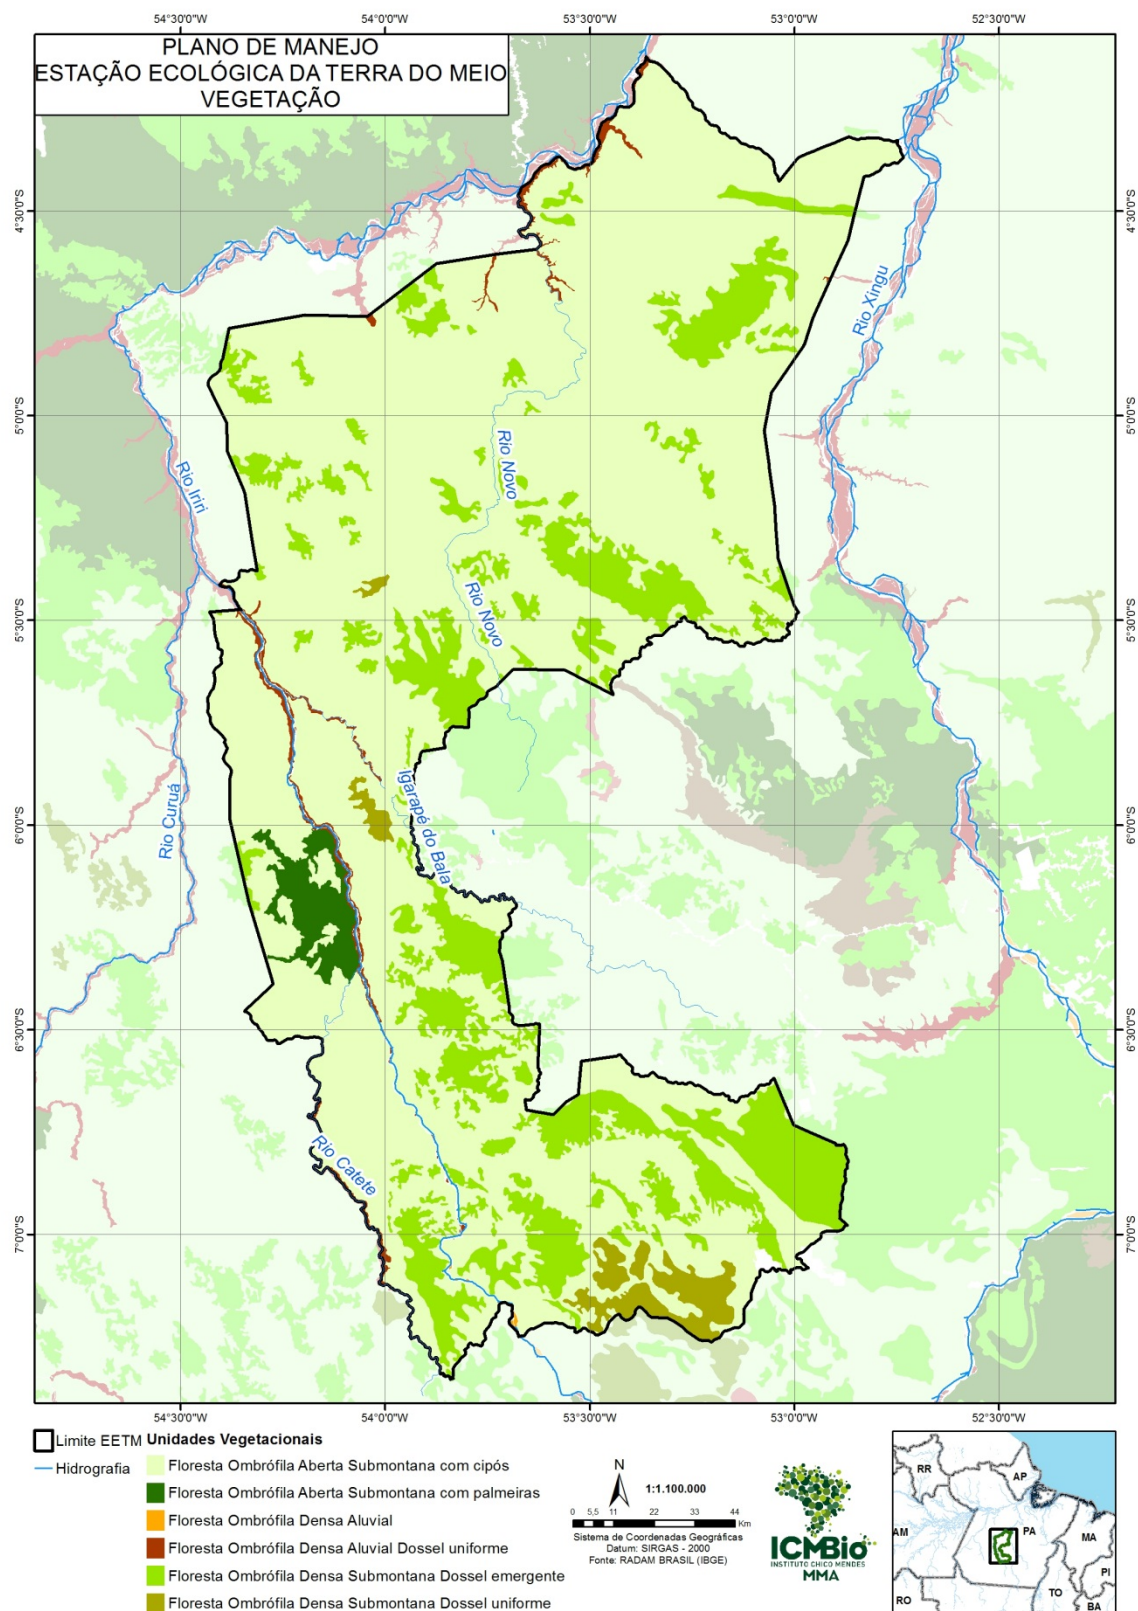 54°30'0"W 54°0'0"W 53°30'0"W 53°0'0"W 52°30'0"W
PLANO DE MANEJO
ESTAÇÃO ECOLÓGICA DA TERRA DO MEIO
VEGETAÇÃO
4°30'0"S 4°30'0"S
Rio Xingu
5°0'0"S 5°0'0"S
Rio Iriri
Rio Novo
5°30'0"S 5°30'0"S
Rio Novo
Rio Curuá
Igarapé do Bala
6°0'0"S 6°0'0"S
6°30'0"S 6°30'0"S
Rio Catete
7°0'0"S 7°0'0"S
54°30'0"W 54°0'0"W 53°30'0"W 53°0'0"W 52°30'0"W
Limite EETM
Hidrografia
Unidades Vegetacionais
Floresta Ombrófila Aberta Submontana com cipós
Floresta Ombrófila Aberta Submontana com palmeiras
Floresta Ombrófila Densa Aluvial
Floresta Ombrófila Densa Aluvial Dossel uniforme
Floresta Ombrófila Densa Submontana Dossel emergente
Floresta Ombrófila Densa Submontana Dossel uniforme
N
1:1.100.000
0 5,5 11 22 33 44
Km
Sistema de Coordenadas Geográficas
Datum: SIRGAS - 2000
Fonte: RADAM BRASIL (IBGE)
ICMBio
INSTITUTO CHICO MENDES
MMA
RR
AP
AM
PA
MA
PI
TO
RO
BA